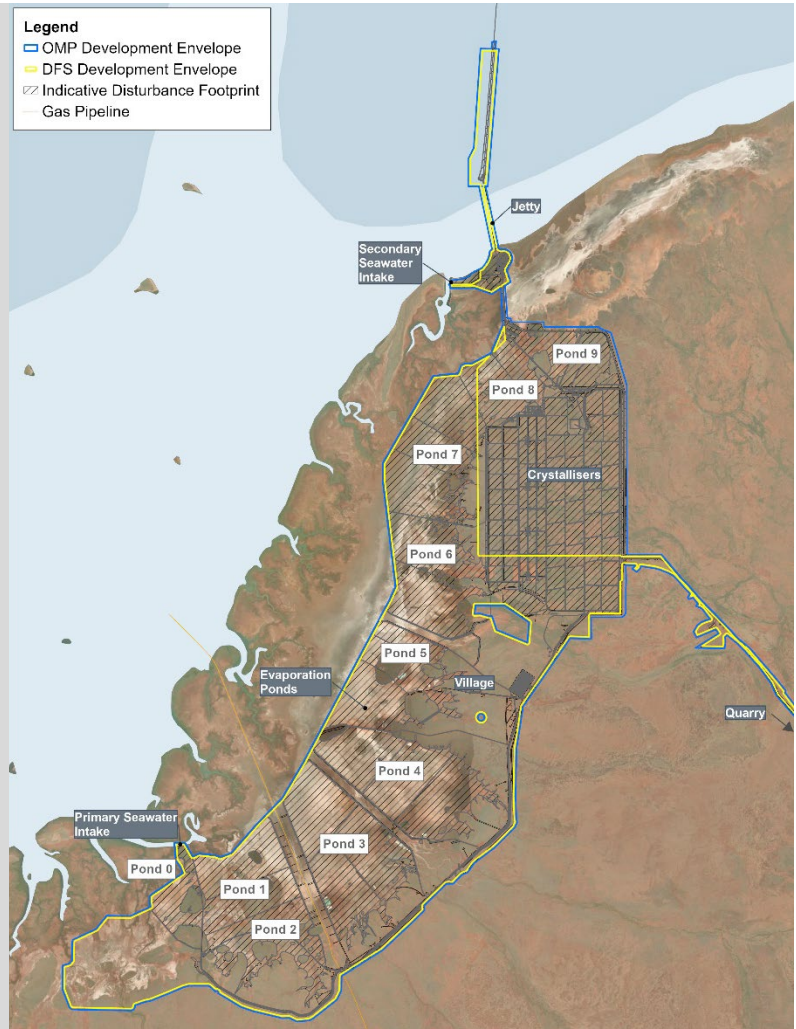 Legend
OMP Development Envelope
DFS Development Envelope
Indicative Disturbance Footprint
Gas Pipeline
Jetty
Secondary
Seawater
Intake
Pond 9
Pond 8
Pond 7
Crystallisers
Pond 6
Pond 5
Evaporation
Ponds
Village
Quarry
Pond 4
Primary Seawater
Intake
Pond 3
Pond 0
Pond 1
Pond 2